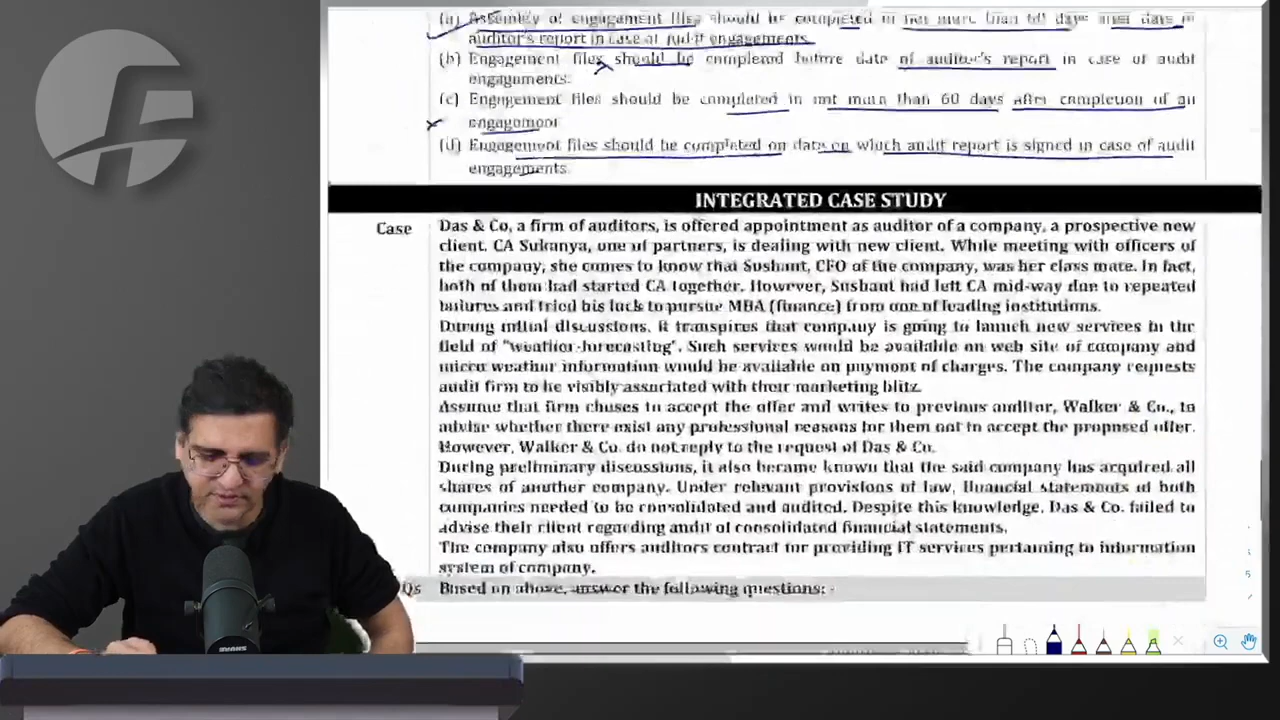 (a) Assembly of engagement files should be completed in not more than 60 days after date of
auditor's report in case of audit engagements.
(b) Engagement files should be completed before date of auditor's report in case of audit
engagements.
(c) Engagement files should be completed in not more than 60 days after completion of an
engagement
(d) Engagement files should be completed on date on which audit report is signed in case of audit
engagements.
INTEGRATED CASE STUDY
Case
Das & Co, a firm of auditors, is offered appointment as auditor of a company, a prospective new
client. CA Sukanya, one of partners, is dealing with new client. While meeting with officers of
the company, she comes to know that Sushant, CFO of the company, was her class mate. In fact,
both of them had started CA together. However, Sushant had left CA mid-way due to repeated
failures and tried his luck to pursue MBA (finance) from one of leading institutions.
During initial discussions, it transpires that company is going to launch new services in the
field of "weather-forecasting". Such services would be available on web site of company and
micro weather information would be available on payment of charges. The company requests
audit firm to be visibly associated with their marketing blitz.
Assume that firm choses to accept the offer and writes to previous auditor, Walker & Co., to
advise whether there exist any professional reasons for them not to accept the proposed offer.
However, Walker & Co. do not reply to the request of Das & Co.
During preliminary discussions, it also became known that the said company has acquired all
shares of another company. Under relevant provisions of law, financial statements of both
companies needed to be consolidated and audited. Despite this knowledge, Das & Co. failed to
advise their client regarding audit of consolidated financial statements.
The company also offers auditors contract for providing IT services pertaining to information
system of company.
Qs
Based on above, answer the following questions: -